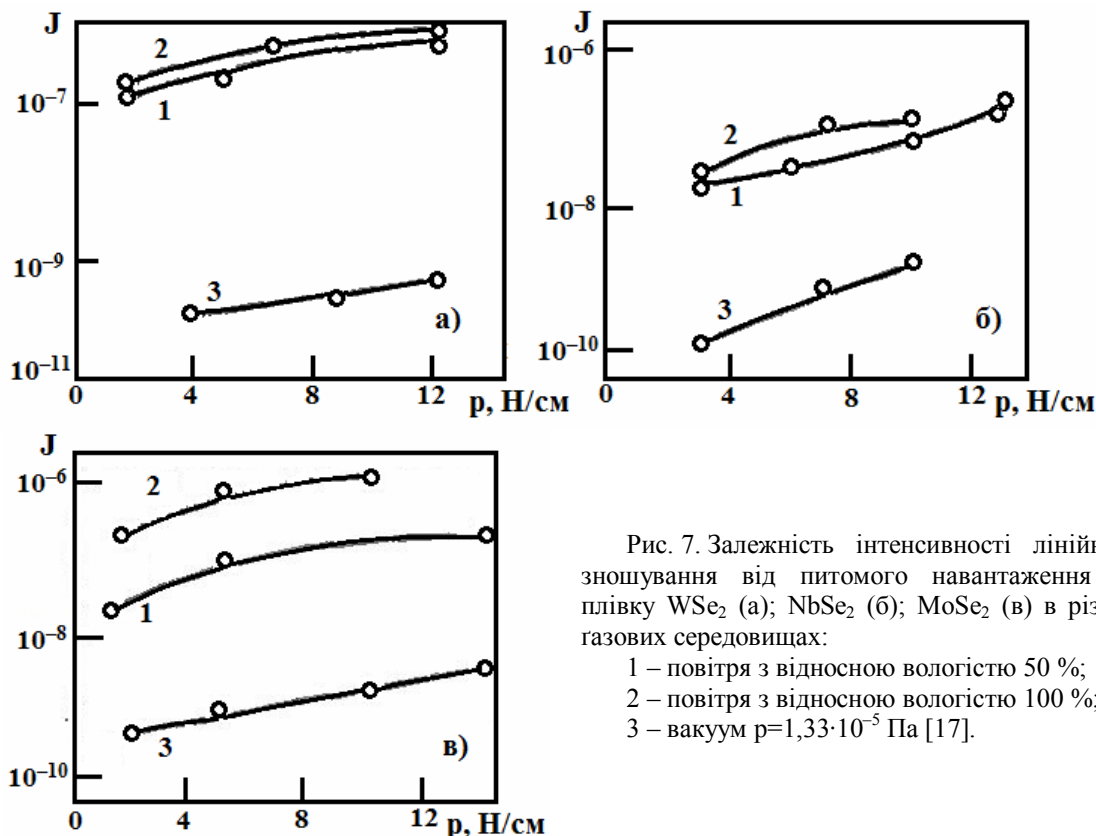 J
2
10⁻⁷
1
10⁻⁹
3
а)
10⁻¹¹
0 4 8 12
p, Н/см
J
10⁻⁶
2
1
10⁻⁸
3
б)
10⁻¹⁰
0 4 8 12
p, Н/см
J
10⁻⁶
2
1
10⁻⁸
3
в)
10⁻¹⁰
0 4 8 12
p, Н/см
Рис. 7. Залежність інтенсивності ліній
зношування від питомого навантаження
плівку WSe₂ (а); NbSe₂ (б); MoSe₂ (в) в різ
ґазових середовищах:
1 – повітря з відносною вологістю 50 %;
2 – повітря з відносною вологістю 100 %;
3 – вакуум p=1,33·10⁻⁵ Па [17].